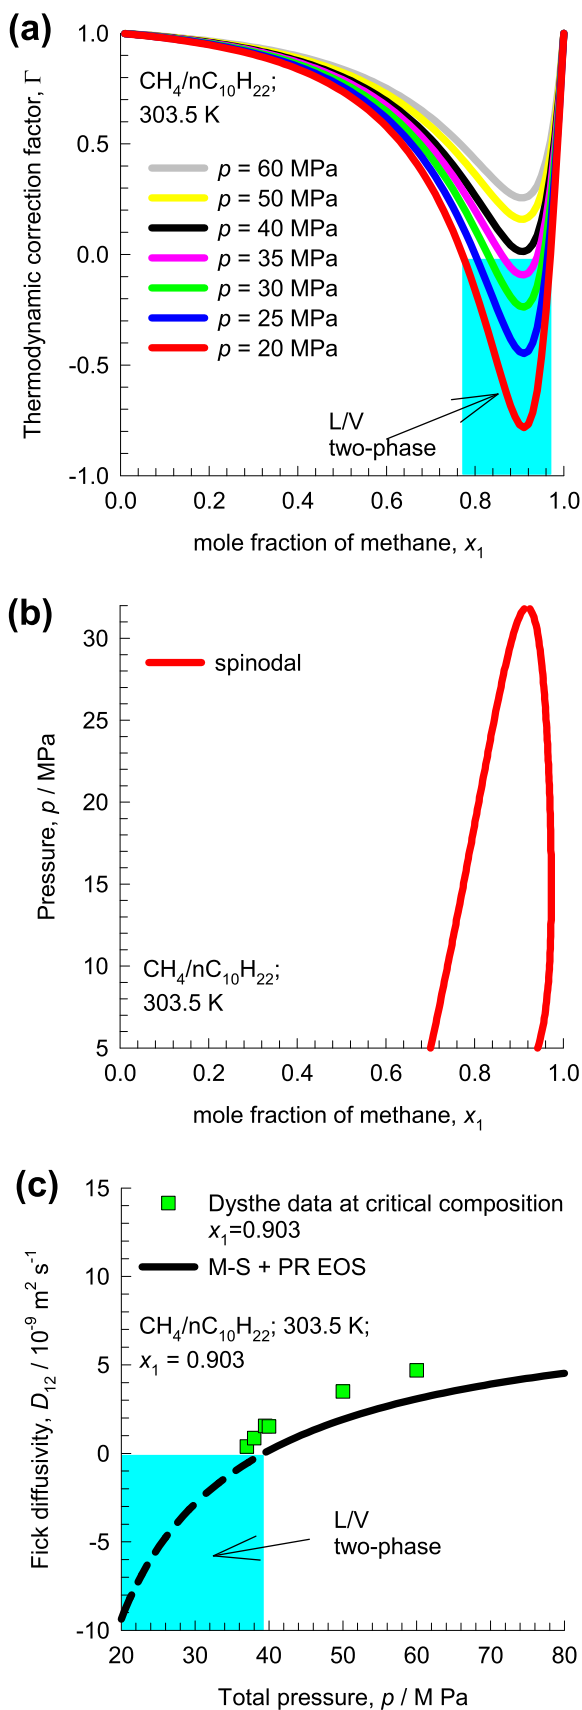 (a)
Thermodynamic correction factor, Γ
1.0
0.5
0.0
-0.5
-1.0
CH4/nC10H22;
303.5 K
p = 60 MPa
p = 50 MPa
p = 40 MPa
p = 35 MPa
p = 30 MPa
p = 25 MPa
p = 20 MPa
L/V
two-phase
0.0 0.2 0.4 0.6 0.8 1.0
mole fraction of methane, x1
(b)
Pressure, p / MPa
30
25
20
15
10
5
spinodal
CH4/nC10H22;
303.5 K
0.0 0.2 0.4 0.6 0.8 1.0
mole fraction of methane, x1
(c)
Fick diffusivity, D12 / 10-9 m2 s-1
15
10
5
0
-5
-10
Dysthe data at critical composition
x1=0.903
M-S + PR EOS
CH4/nC10H22; 303.5 K;
x1 = 0.903
L/V
two-phase
20 30 40 50 60 70 80
Total pressure, p / M Pa